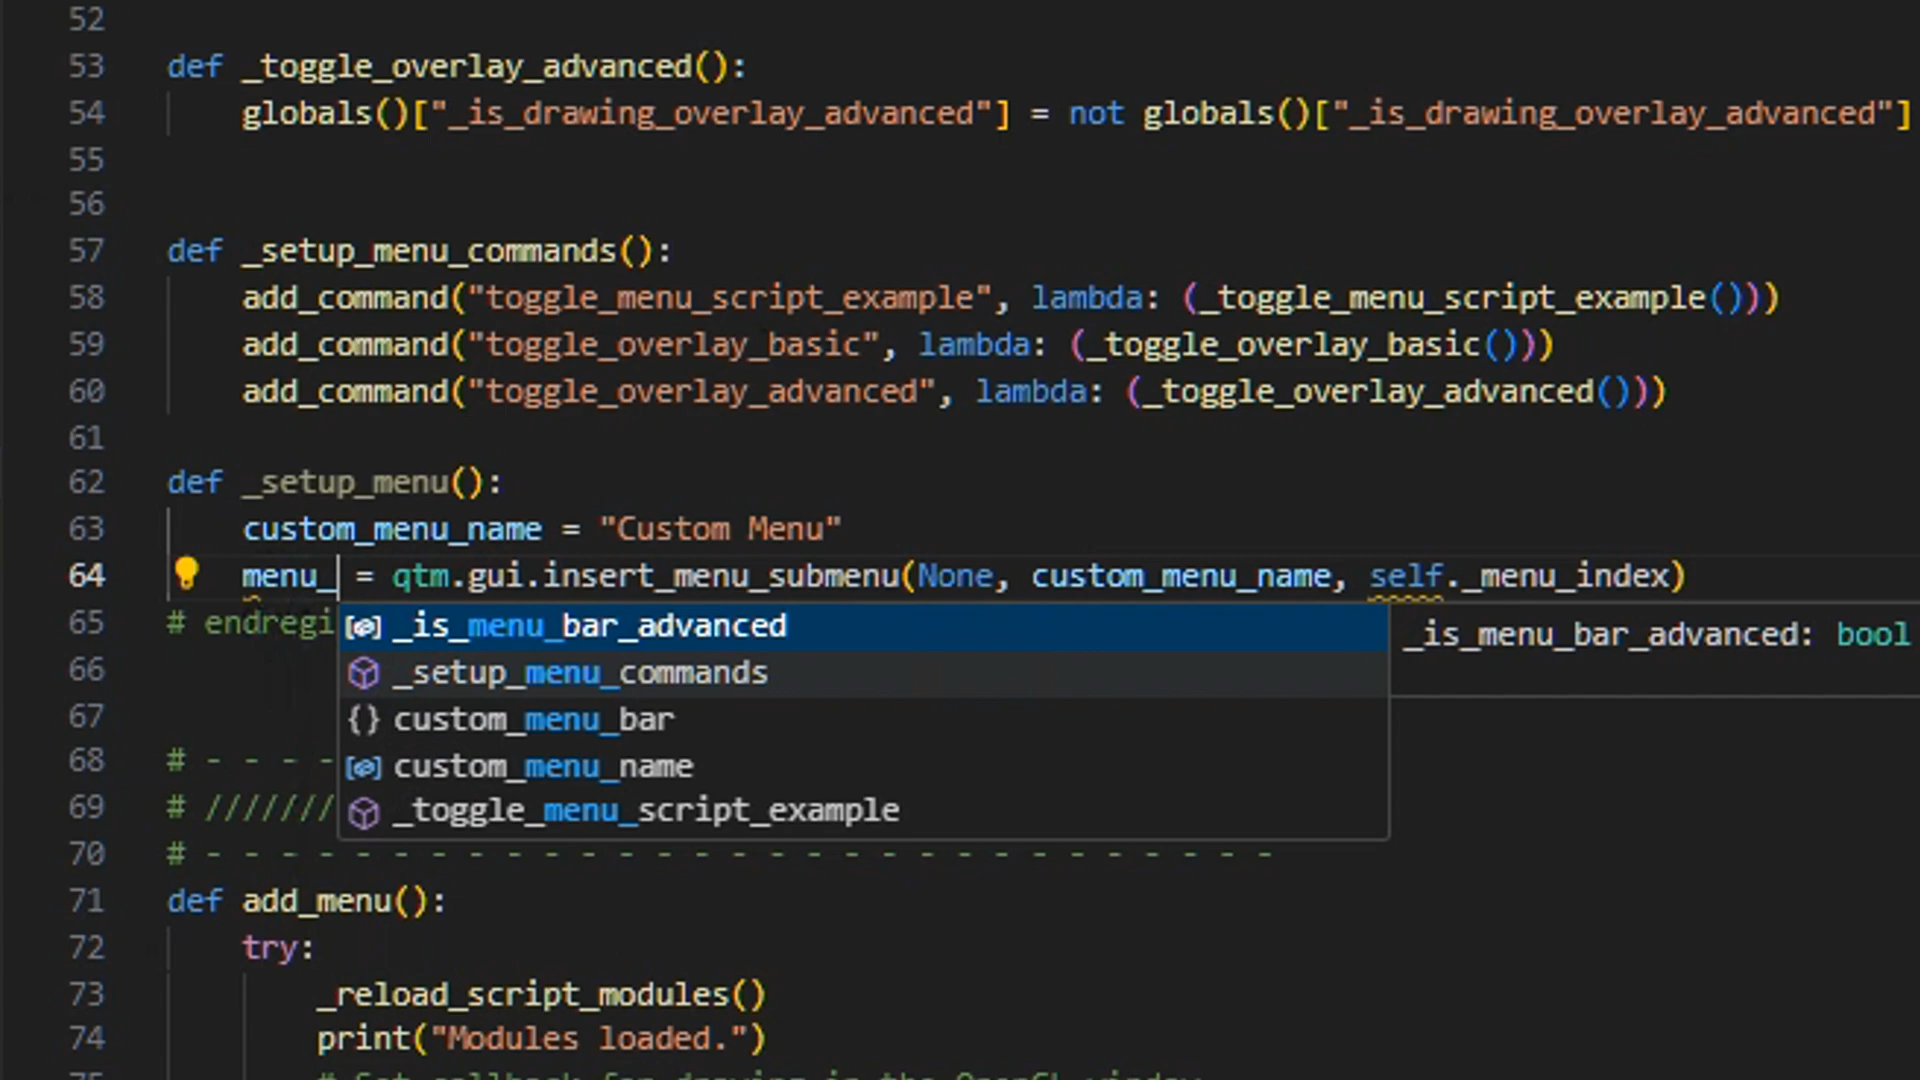 52
53 def _toggle_overlay_advanced():
54 globals()["_is_drawing_overlay_advanced"] = not globals()["_is_drawing_overlay_advanced"]
55
56
57 def _setup_menu_commands():
58 add_command("toggle_menu_script_example", lambda: (_toggle_menu_script_example()))
59 add_command("toggle_overlay_basic", lambda: (_toggle_overlay_basic()))
60 add_command("toggle_overlay_advanced", lambda: (_toggle_overlay_advanced()))
61
62 def _setup_menu():
63 custom_menu_name = "Custom Menu"
64 menu_ = qtm.gui.insert_menu_submenu(None, custom_menu_name, self._menu_index)
65 # endregi
_is_menu_bar_advanced
_is_menu_bar_advanced: bool
66 _setup_menu_commands
67 custom_menu_bar
68 # - - - -
custom_menu_name
69 # ///////
_toggle_menu_script_example
70 # - - - - - - - - - - - - - - - - - - - - - - - - - - - - -
71 def add_menu():
72 try:
73 _reload_script_modules()
74 print("Modules loaded.")